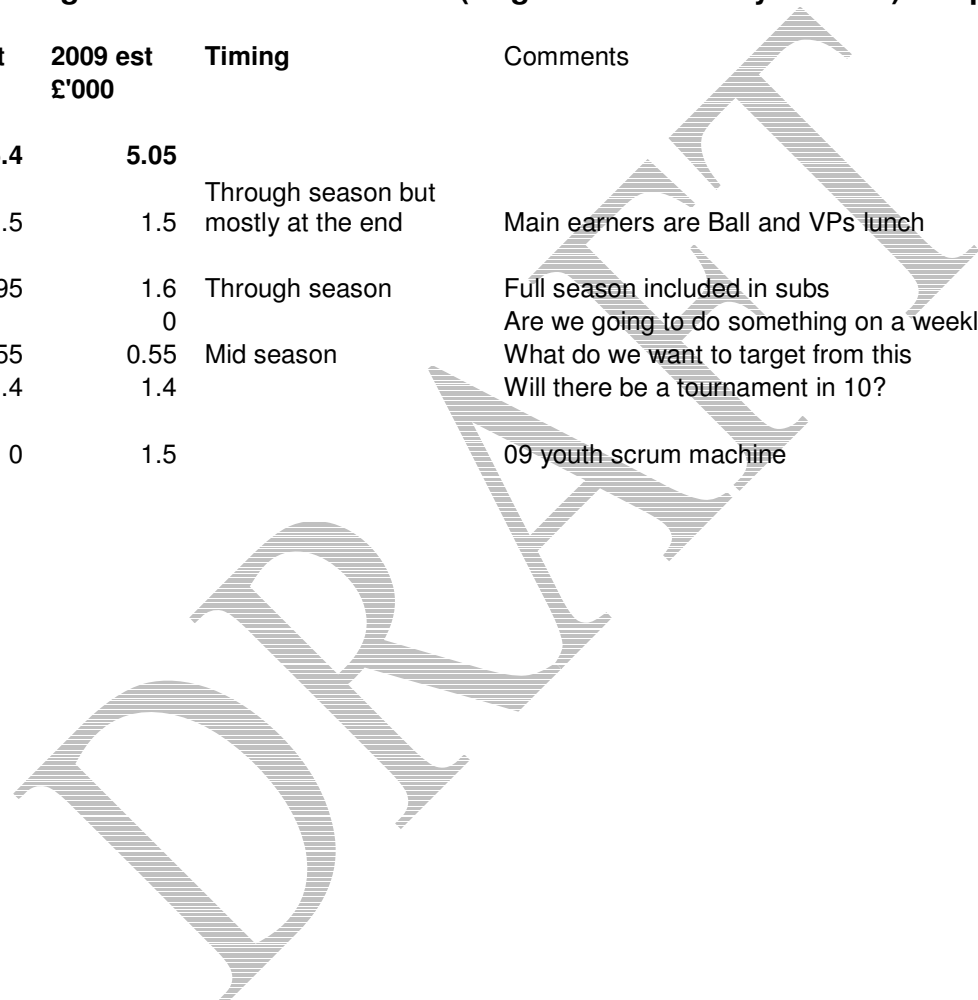 2009 est Timing Comments
£'000
.4 5.05
Through season but
.5 1.5 mostly at the end Main earners are Ball and VPs lunch
95 1.6 Through season Full season included in subs
0 Are we going to do something on a weekl
55 0.55 Mid season What do we want to target from this
.4 1.4 Will there be a tournament in 10?
0 1.5 09 youth scrum machine
DRAFT